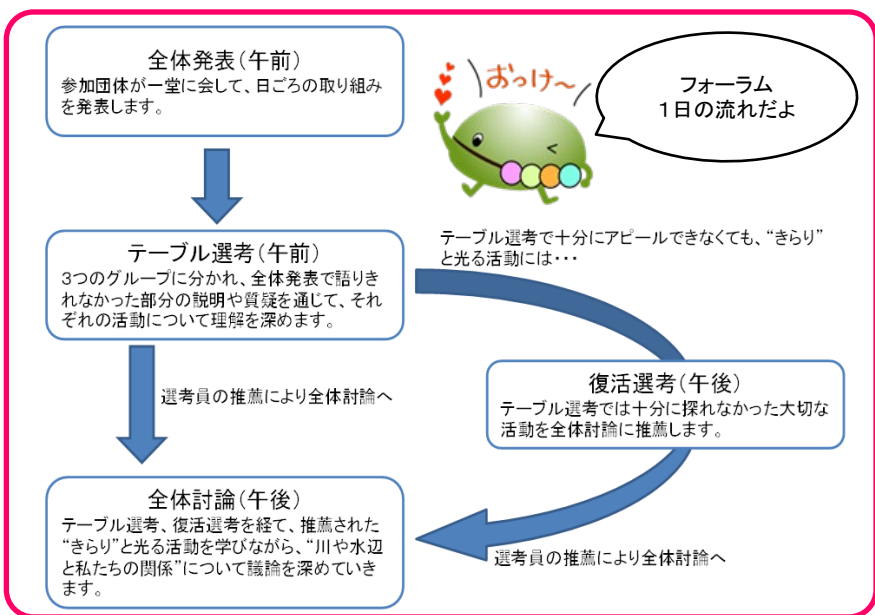 全体発表(午前)
参加団体が一堂に会して、日ごろの取り組み
を発表します。
おっけ～
フォーラム
1日の流れだよ
テーブル選考(午前)
3つのグループに分かれ、全体発表で語りき
れなかった部分の説明や質疑を通じて、それ
ぞれの活動について理解を深めます。
テーブル選考で十分にアピールできなくても、“きらり”
と光る活動には・・・
選考員の推薦により全体討論へ
復活選考(午後)
テーブル選考では十分に探れなかった大切な
活動を全体討論に推薦します。
全体討論(午後)
テーブル選考、復活選考を経て、推薦された
“きらり”と光る活動を学びながら、“川や水辺
と私たちの関係”について議論を深めていき
ます。
選考員の推薦により全体討論へ